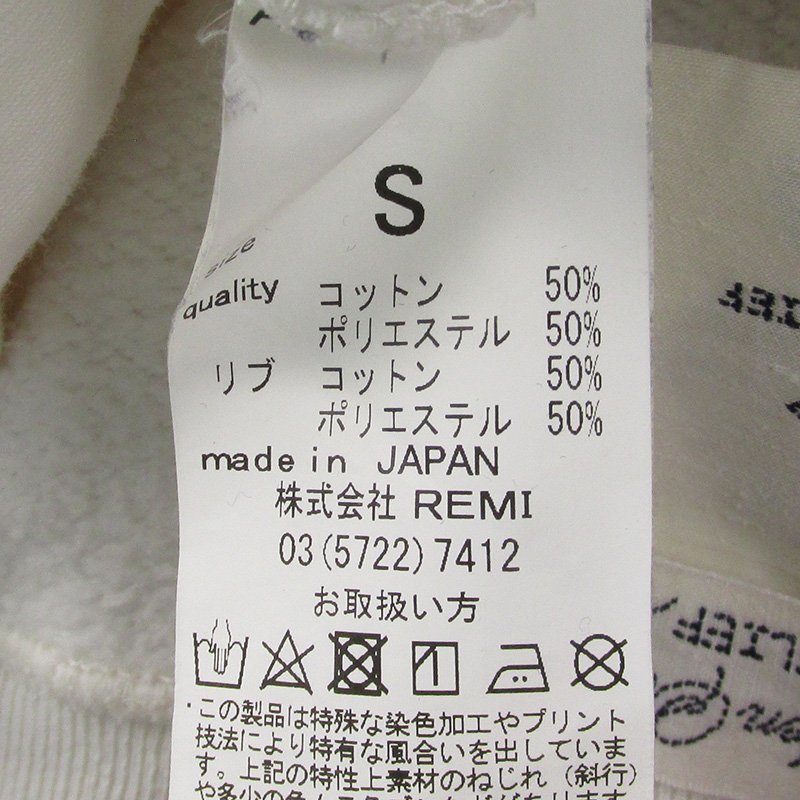 S
size
quality コットン 50%
ポリエステル 50%
リブ コットン 50%
ポリエステル 50%
made in JAPAN
株式会社 REMI
03(5722)7412
お取扱い方
・この製品は特殊な染色加工やプリント
技法により特有な風合いを出していま
す。上記の特性上素材のねじれ（斜行）